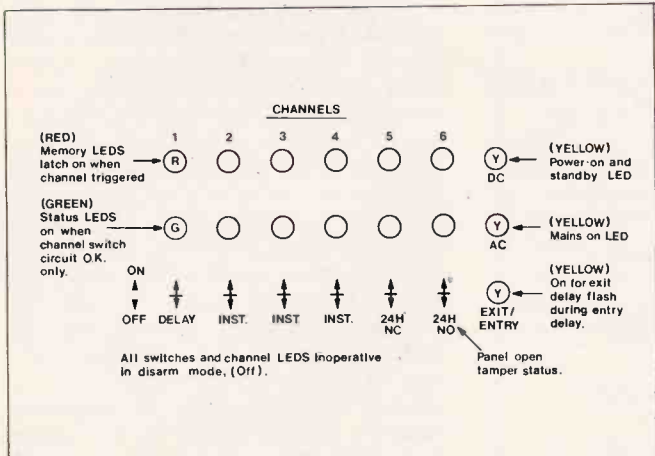 CHANNELS
1 2 3 4 5 6
(RED)
Memory LEDS
latch on when
channel triggered
R
Y
DC
(YELLOW)
Power-on and
standby LED
(GREEN)
Status LEDS
on when
channel switch
circuit O.K.
only.
G
Y
AC
(YELLOW)
Mains on LED
ON
OFF
DELAY
INST.
INST
INST.
24H
NC
24H
NO
Y
EXIT/
ENTRY
(YELLOW)
On for exit
delay flash
during entry
delay.
All switches and channel LEDS inoperative
in disarm mode, (Off).
Panel open
tamper status.